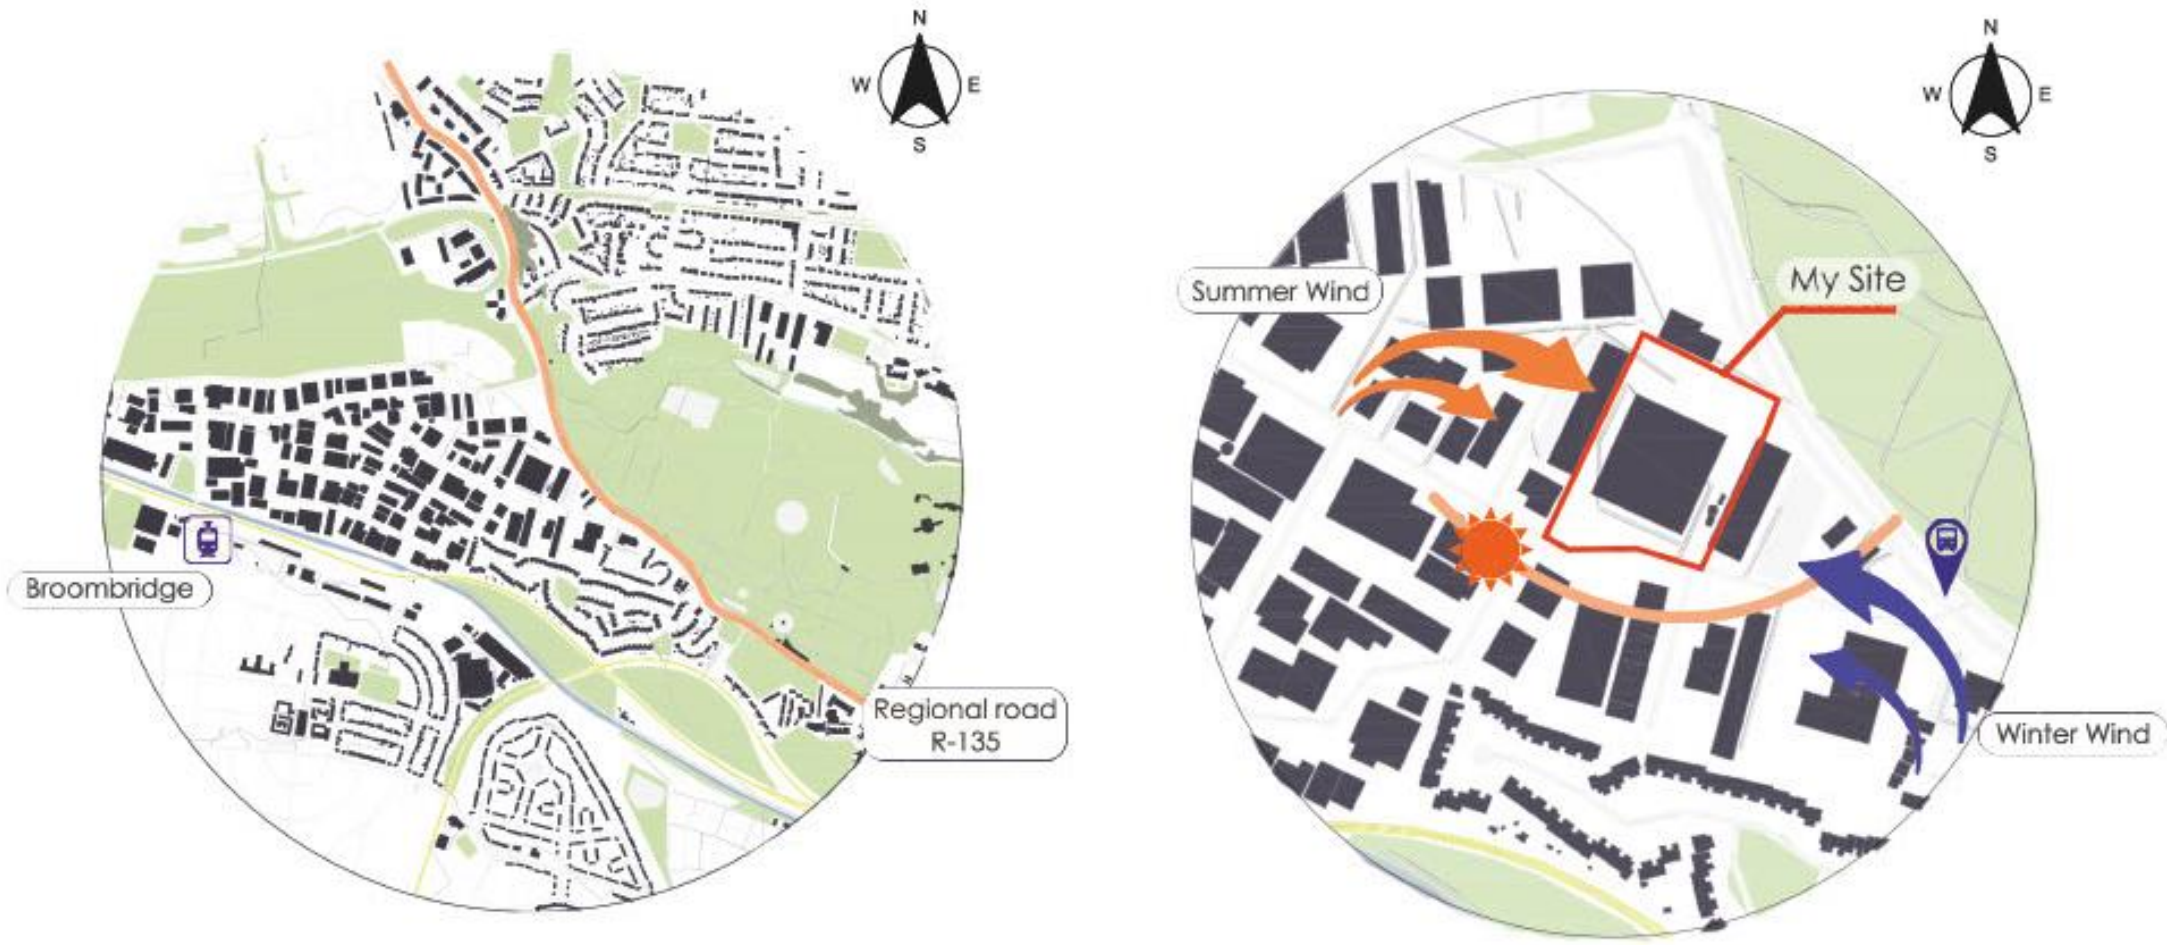 N
W E
S
Broombridge
Regional road
R-135
N
W E
S
Summer Wind
My Site
Winter Wind